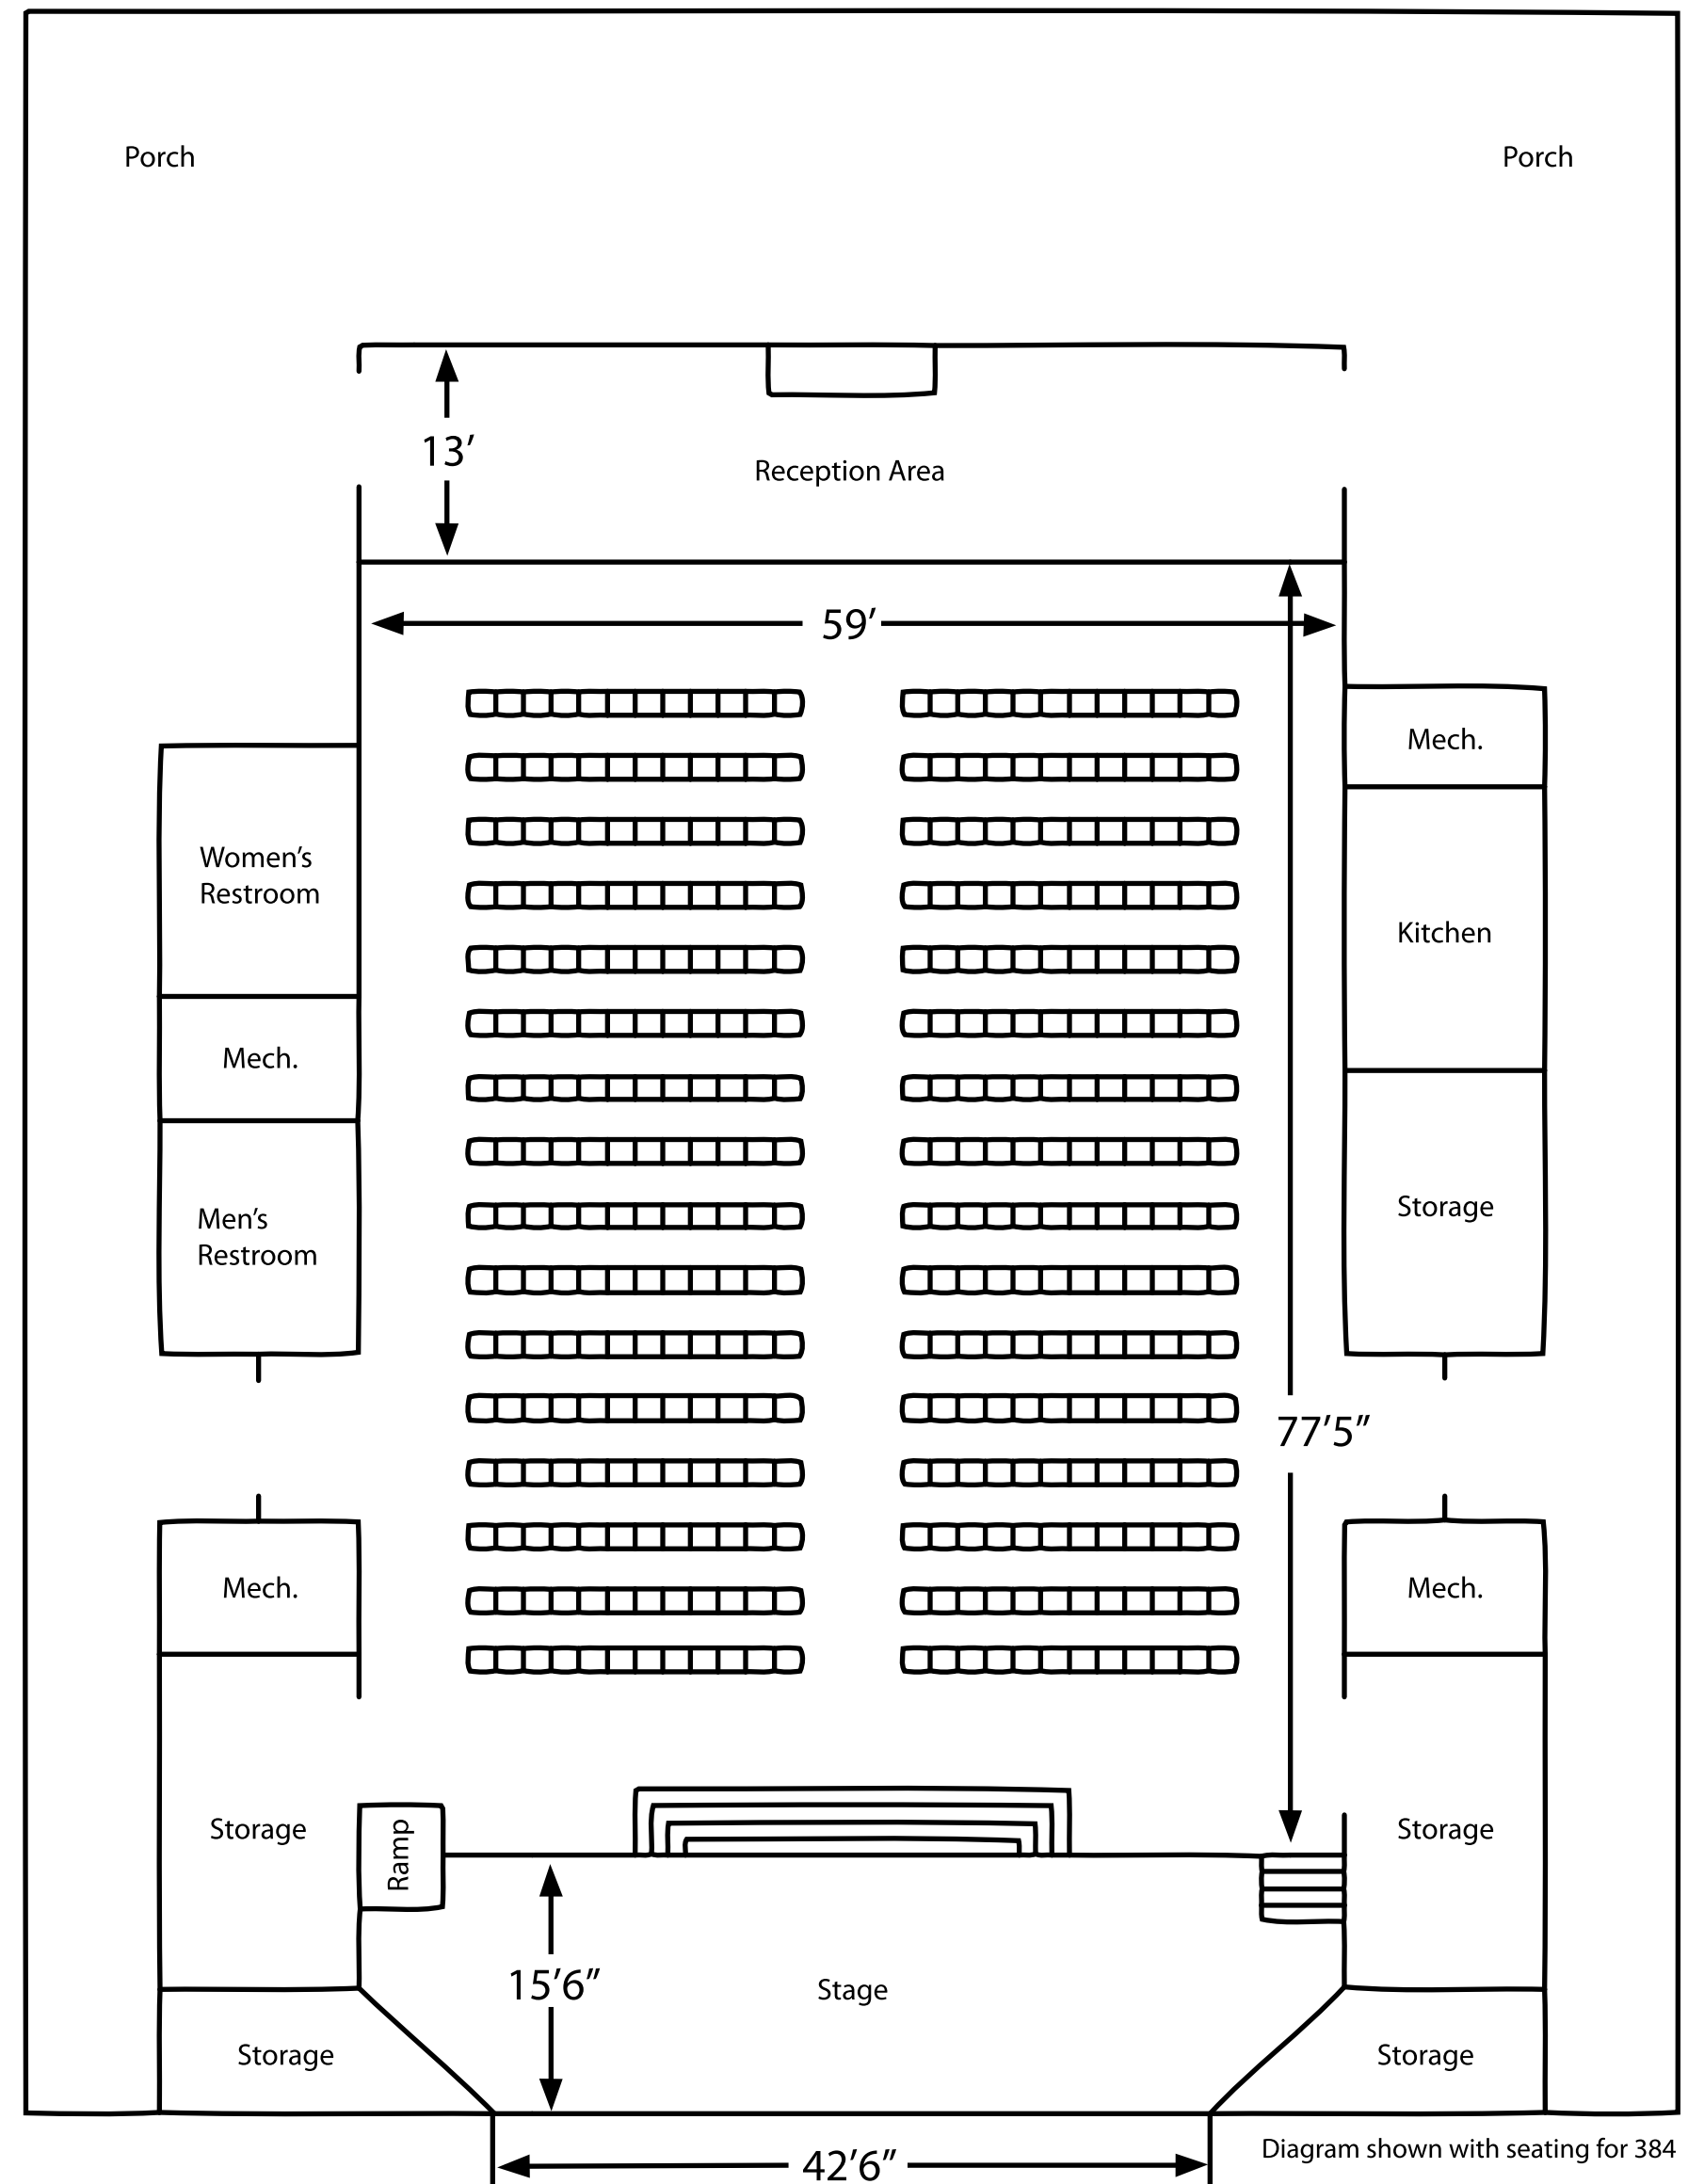 Porch
Porch
13’
Reception Area
59’
Mech.
Women’s
Restroom
Kitchen
Mech.
Men’s
Restroom
Storage
77’5”
Mech.
Mech.
Storage
Ramp
Storage
15’6”
Stage
Storage
Storage
42’6”
Diagram shown with seating for 384